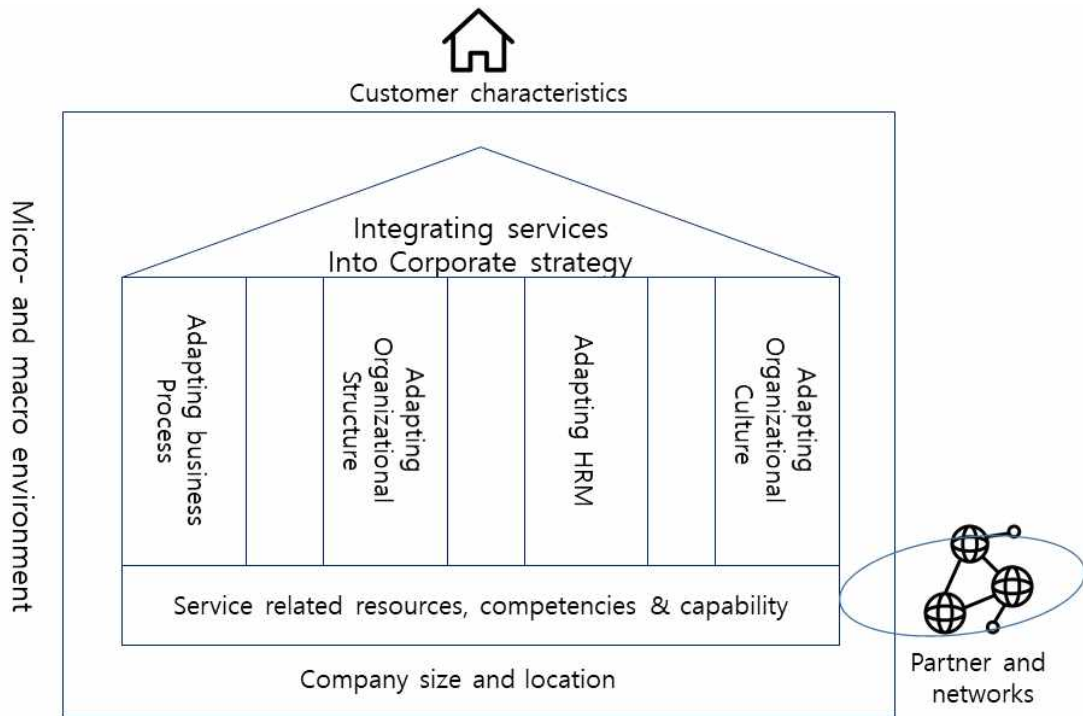 Customer characteristics
Micro- and macro environment
Integrating services
Into Corporate strategy
Adapting business
Process
Adapting
Organizational
Structure
Adapting HRM
Adapting
Organizational
Culture
Service related resources, competencies & capability
Company size and location
Partner and
networks